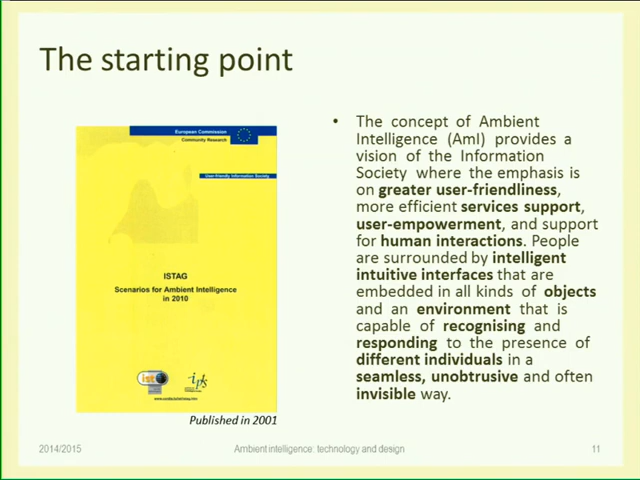 The starting point
European Commission
Community Research
User-friendly Information Society
ISTAG
Scenarios for Ambient Intelligence
in 2010
ist
ipts
Published in 2001
• The concept of Ambient
Intelligence (AmI) provides a
vision of the Information
Society where the emphasis is
on greater user-friendliness,
more efficient services support,
user-empowerment, and support
for human interactions. People
are surrounded by intelligent
intuitive interfaces that are
embedded in all kinds of objects
and an environment that is
capable of recognising and
responding to the presence of
different individuals in a
seamless, unobtrusive and often
invisible way.
2014/2015
Ambient intelligence: technology and design
11